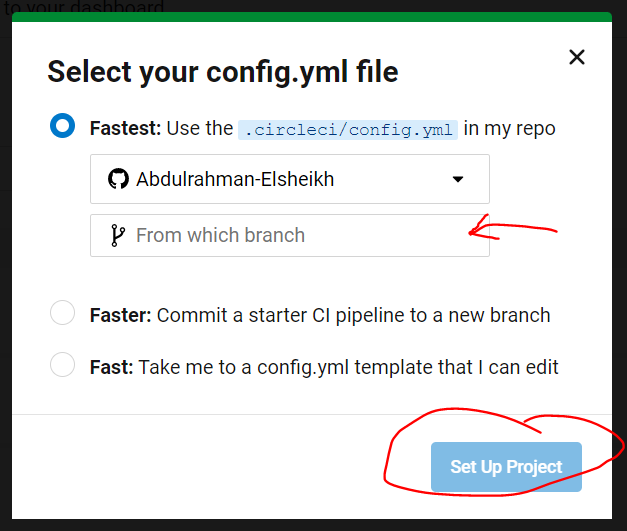 to your dashboard
Select your config.yml file
Fastest: Use the .circleci/config.yml in my repo
Abdulrahman-Elsheikh
From which branch
Faster: Commit a starter CI pipeline to a new branch
Fast: Take me to a config.yml template that I can edit
Set Up Project